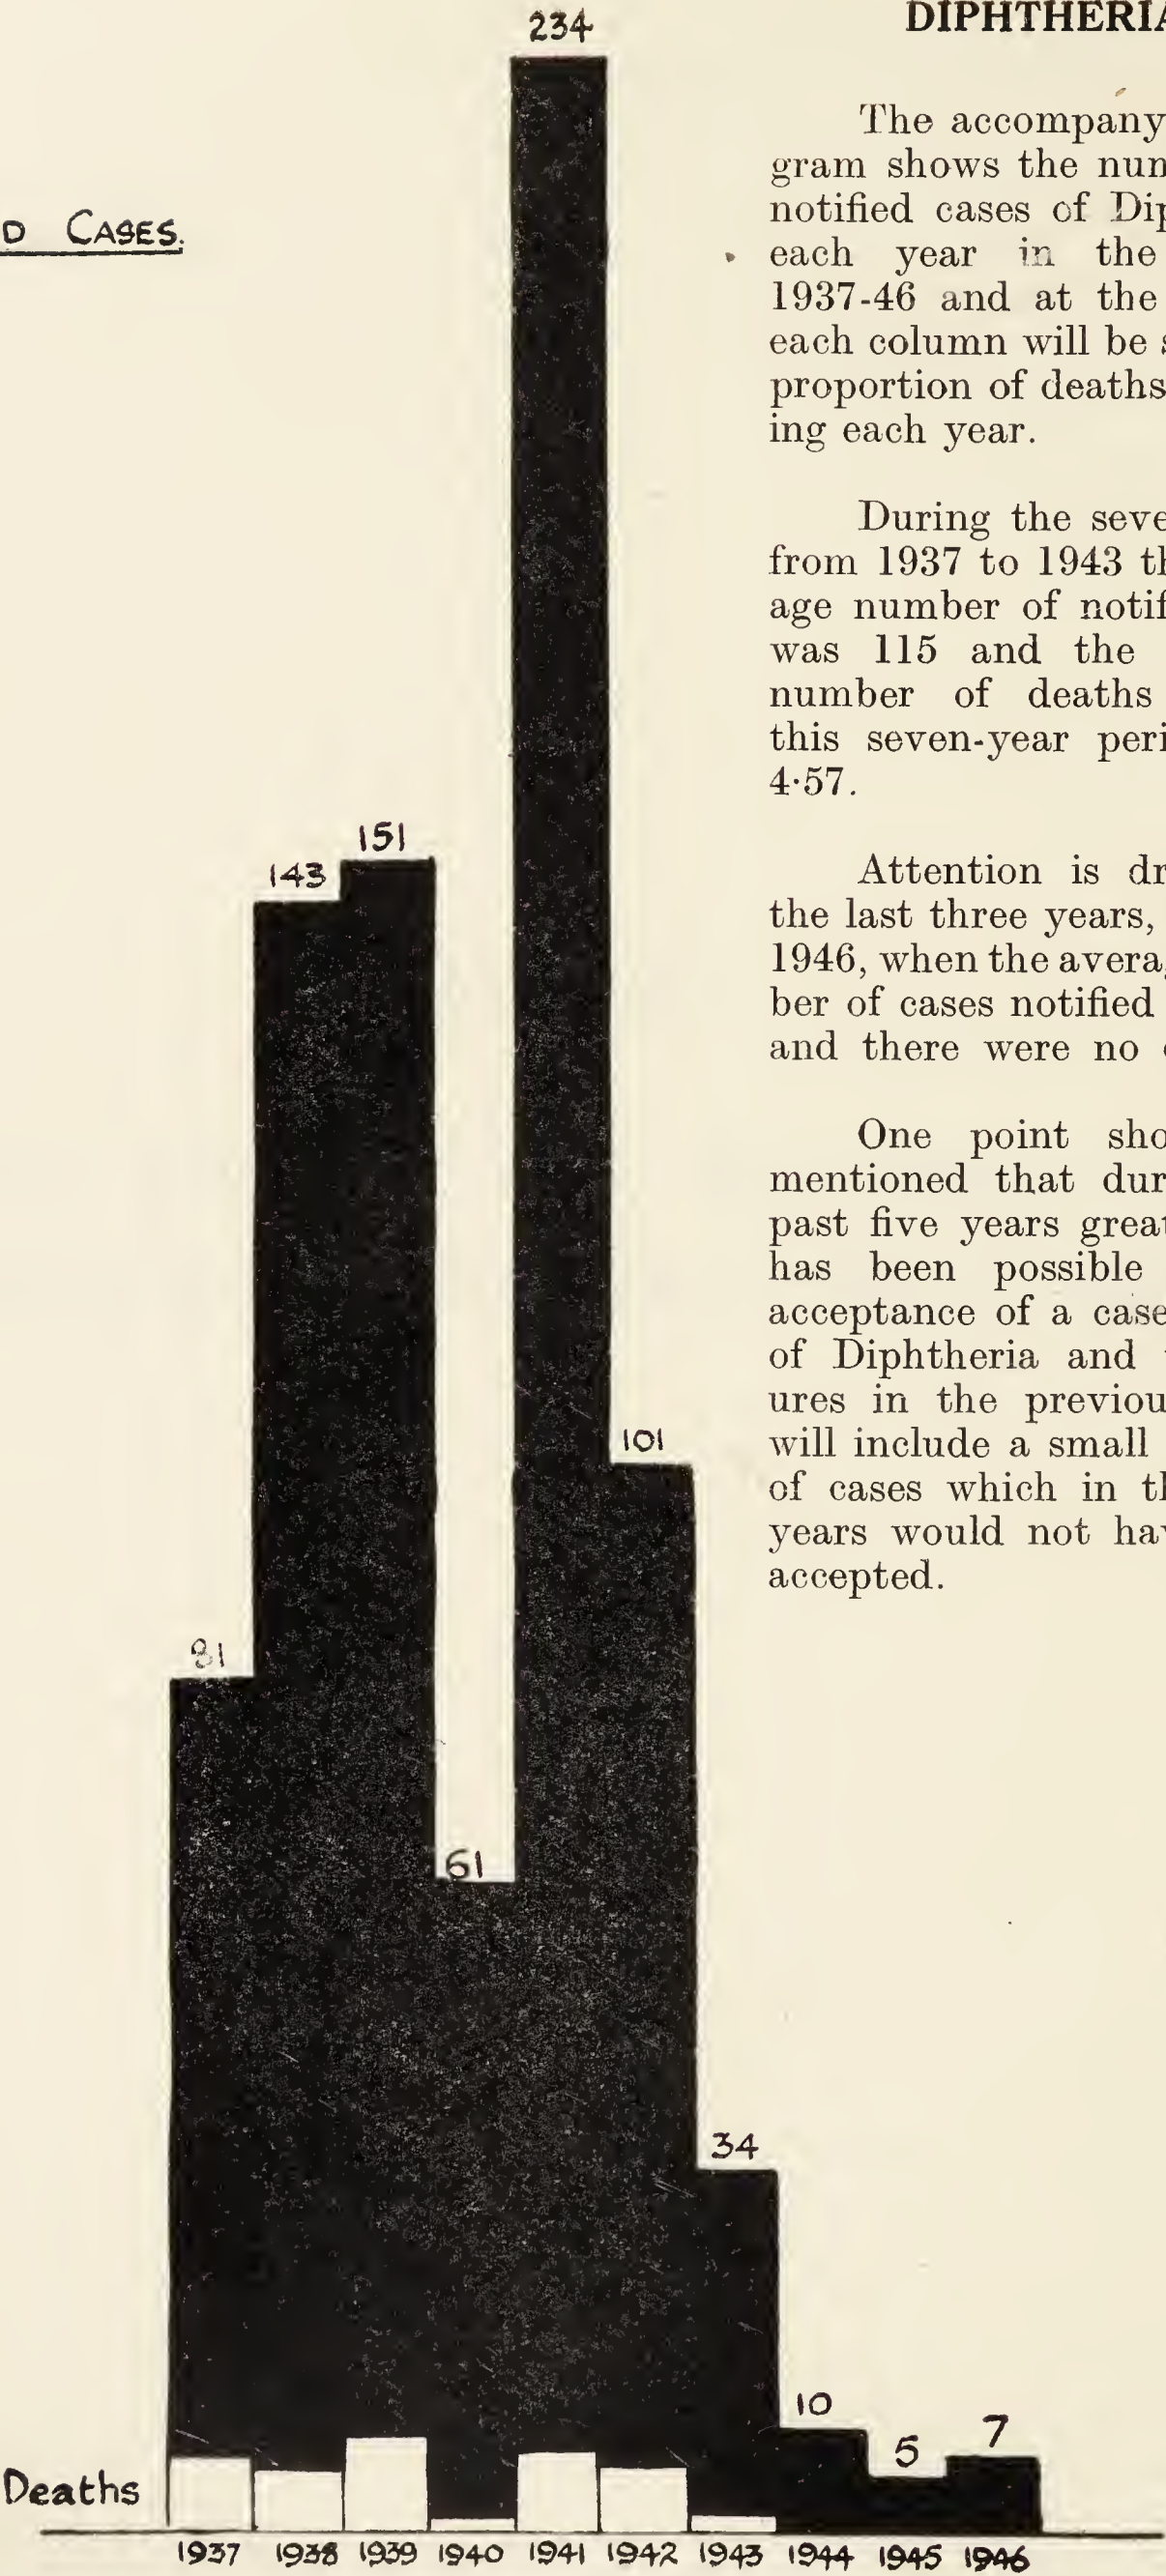 234
DIPHTHERIA
D CASES.
The accompany
gram shows the num
notified cases of Dip
each year in the
1937-46 and at the
each column will be s
proportion of deaths
ing each year.
During the seve
from 1937 to 1943 th
age number of notif
was 115 and the
number of deaths
this seven-year peri
4·57.
Attention is dr
the last three years,
1946, when the averag
ber of cases notified
and there were no
One point sho
mentioned that dur
past five years great
has been possible
acceptance of a case
of Diphtheria and
ures in the previou
will include a small
of cases which in th
years would not hav
accepted.
151
143
101
81
61
34
10
5
7
Deaths
1937 1938 1939 1940 1941 1942 1943 1944 1945 1946